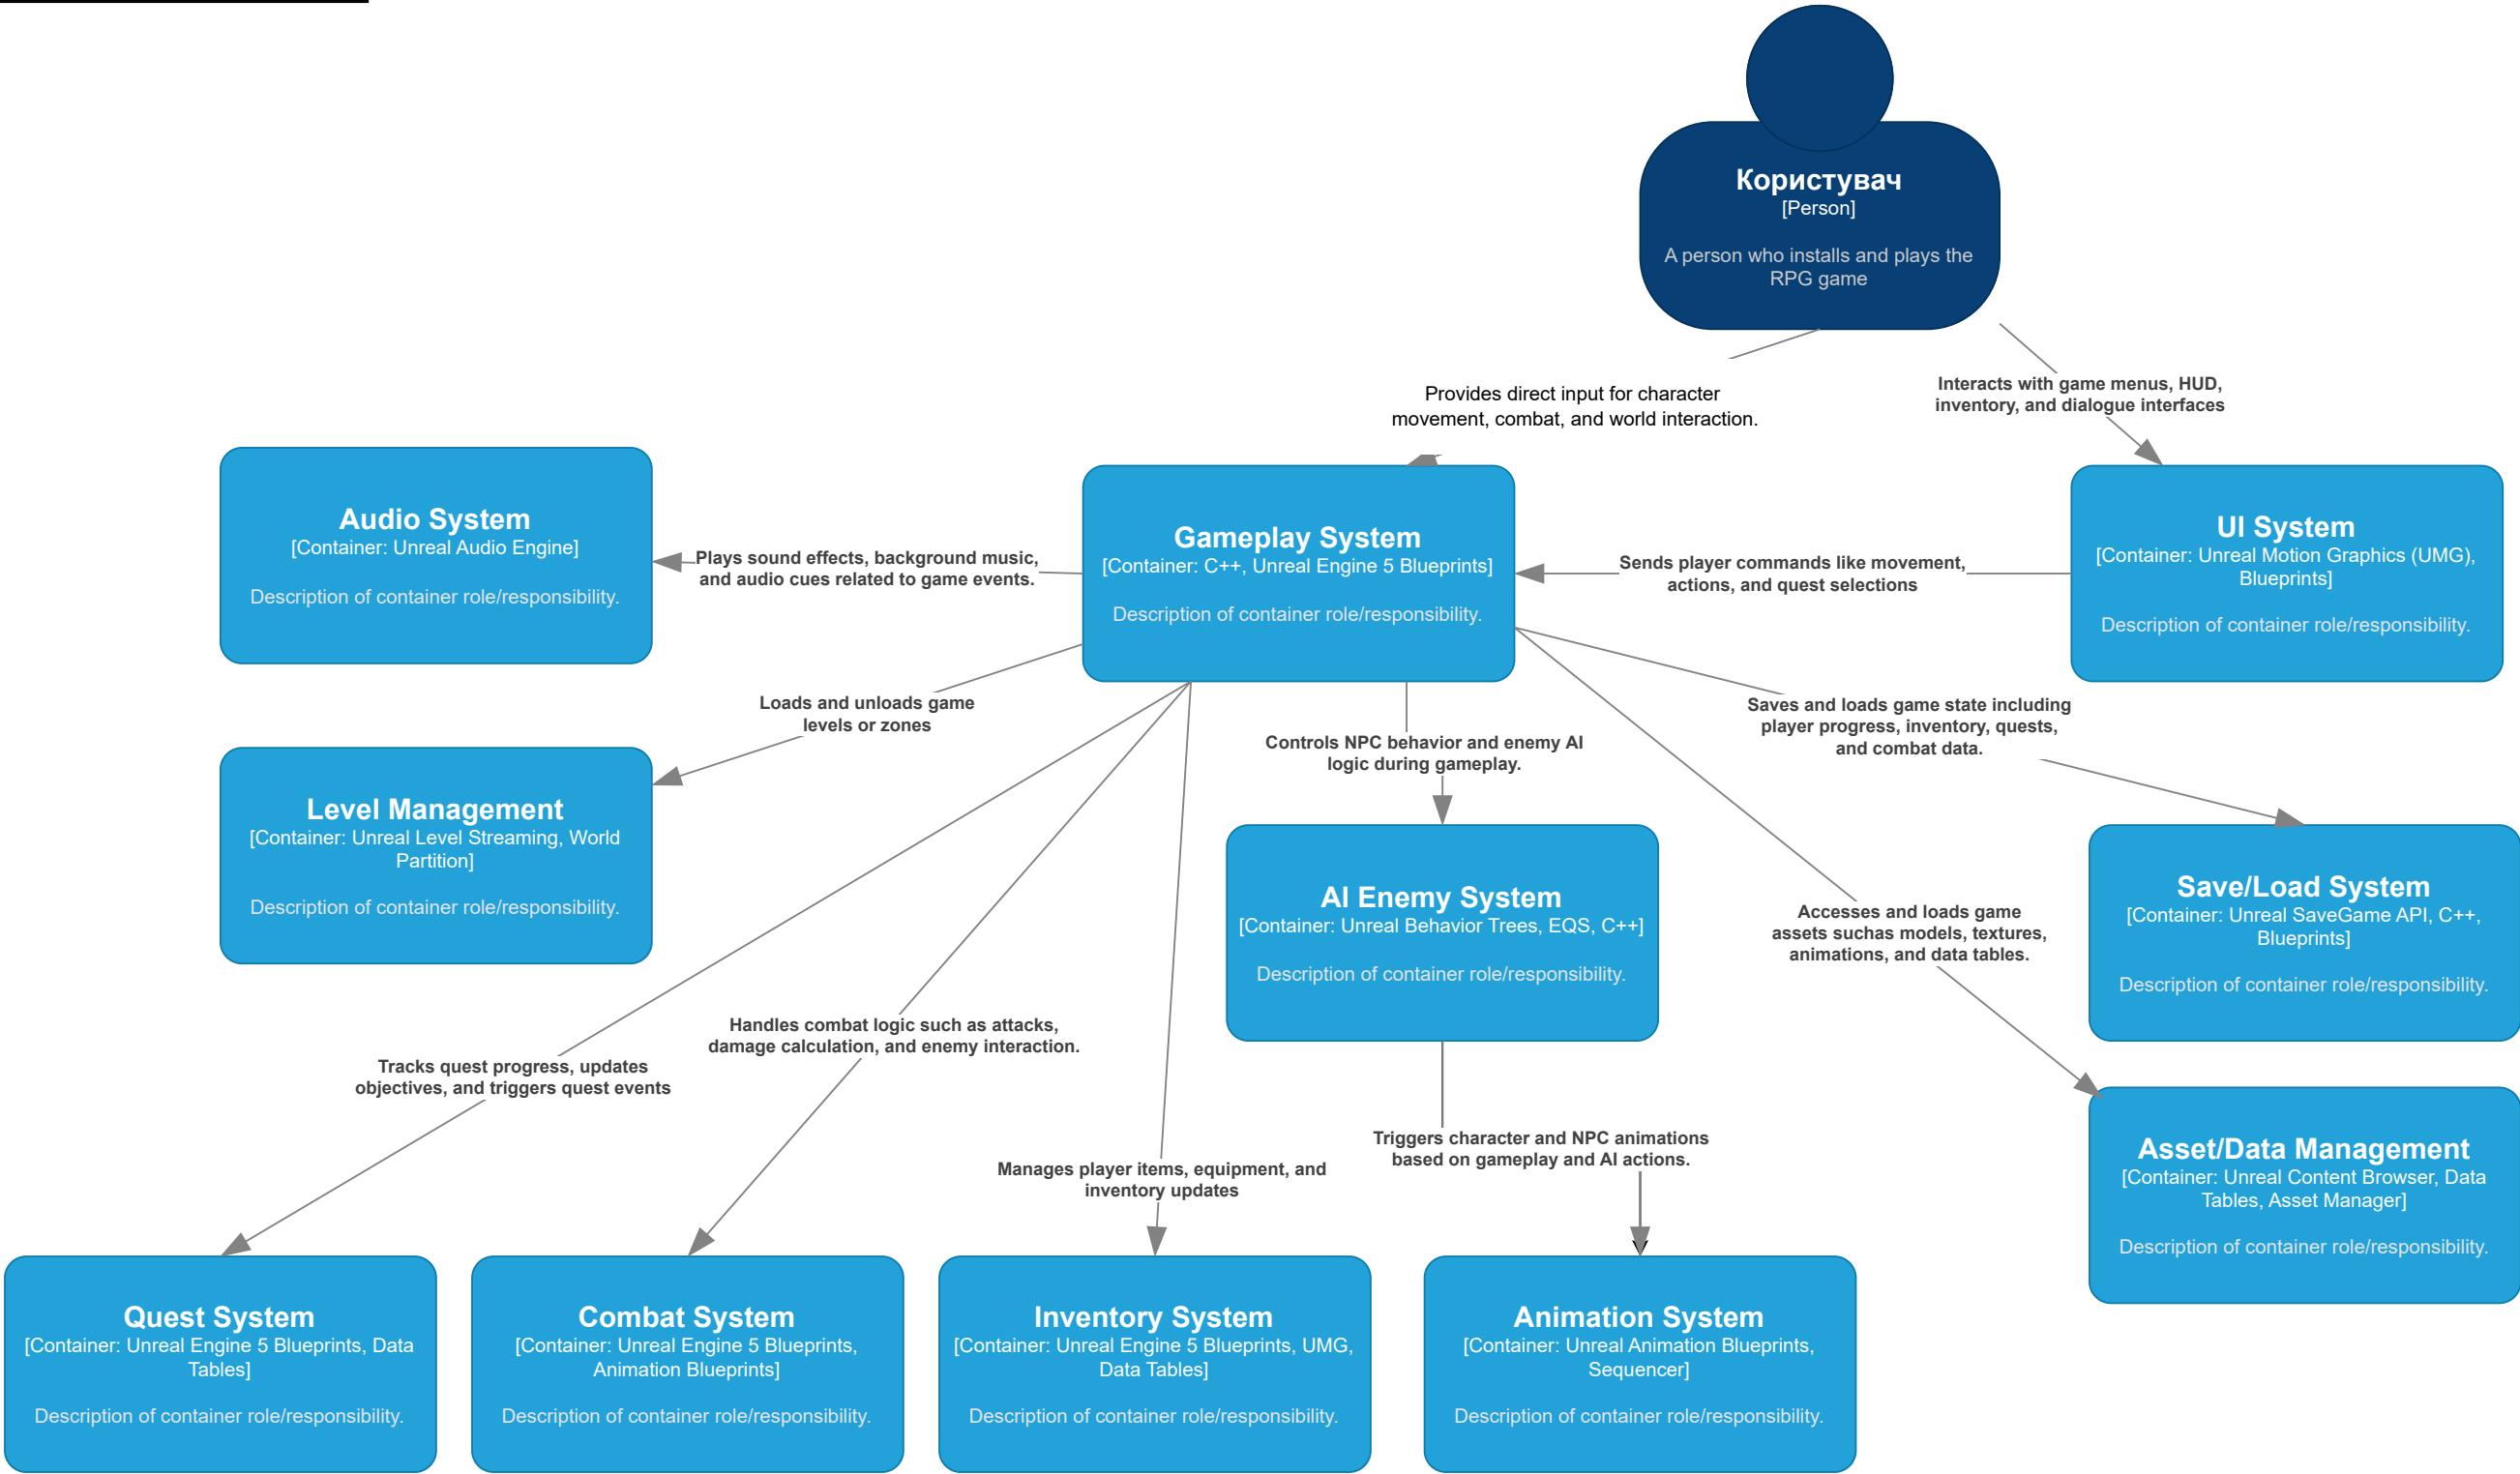 Користувач
[Person]
A person who installs and plays the
RPG game
Provides direct input for character
movement, combat, and world interaction.
Interacts with game menus, HUD,
inventory, and dialogue interfaces
Audio System
[Container: Unreal Audio Engine]
Description of container role/responsibility.
Plays sound effects, background music,
and audio cues related to game events.
Gameplay System
[Container: C++, Unreal Engine 5 Blueprints]
Description of container role/responsibility.
Sends player commands like movement,
actions, and quest selections
UI System
[Container: Unreal Motion Graphics (UMG),
Blueprints]
Description of container role/responsibility.
Loads and unloads game
levels or zones
Controls NPC behavior and enemy AI
logic during gameplay.
Saves and loads game state including
player progress, inventory, quests,
and combat data.
Level Management
[Container: Unreal Level Streaming, World
Partition]
Description of container role/responsibility.
AI Enemy System
[Container: Unreal Behavior Trees, EQS, C++]
Description of container role/responsibility.
Accesses and loads game
assets suchas models, textures,
animations, and data tables.
Save/Load System
[Container: Unreal SaveGame API, C++,
Blueprints]
Description of container role/responsibility.
Handles combat logic such as attacks,
damage calculation, and enemy interaction.
Tracks quest progress, updates
objectives, and triggers quest events
Manages player items, equipment, and
inventory updates
Triggers character and NPC animations
based on gameplay and AI actions.
Asset/Data Management
[Container: Unreal Content Browser, Data
Tables, Asset Manager]
Description of container role/responsibility.
Quest System
[Container: Unreal Engine 5 Blueprints, Data
Tables]
Description of container role/responsibility.
Combat System
[Container: Unreal Engine 5 Blueprints,
Animation Blueprints]
Description of container role/responsibility.
Inventory System
[Container: Unreal Engine 5 Blueprints, UMG,
Data Tables]
Description of container role/responsibility.
Animation System
[Container: Unreal Animation Blueprints,
Sequencer]
Description of container role/responsibility.